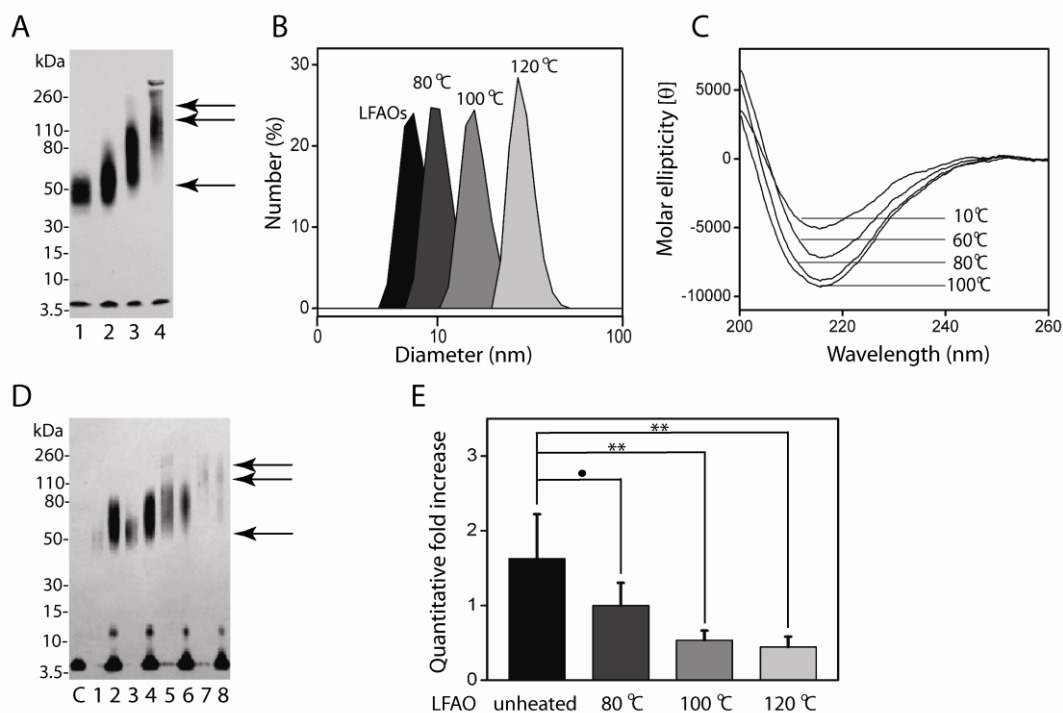 A
kDa
260-
110-
80-
50-
30-
15-
10-
3.5-
1 2 3 4
B
Number (%)
30
20
10
0
LFAOs
80 ℃
100 ℃
120 ℃
0 10 100
Diameter (nm)
C
Molar ellipticity [θ]
5000
0
-5000
-10000
10℃
60℃
80℃
100℃
200 220 240 260
Wavelength (nm)
D
kDa
260-
110-
80-
50-
30-
15-
10-
3.5-
C 1 2 3 4 5 6 7 8
E
Quantitative fold increase
3
2
1
0
**
**
•
LFAO unheated 80 ℃ 100 ℃ 120 ℃